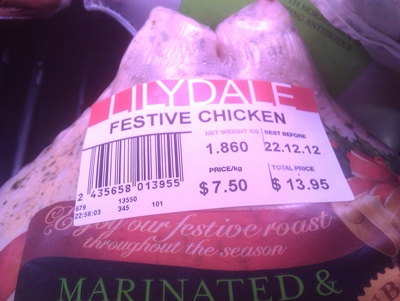 LILYDALE
FESTIVE CHICKEN
NET WEIGHT KG BEST BEFORE
1.860 22.12.12
PRICE/kg TOTAL PRICE
$7.50 $13.95
2 435658 013955
679 13550
22:56:03 345 101
Enjoy our festive roast
throughout the season
MARINATED &